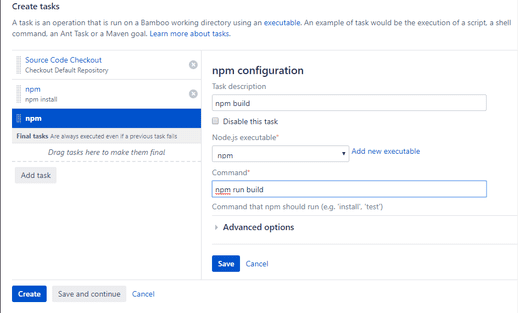 Create tasks
A task is an operation that is run on a Bamboo working directory using an executable. An example of task would be the execution of a script, a shell
command, an Ant Task or a Maven goal. Learn more about tasks.
Source Code Checkout
Checkout Default Repository
npm
npm install
npm
Final tasks Are always executed even if a previous task fails
Drag tasks here to make them final
Add task
npm configuration
Task description
npm build
Disable this task
Node.js executable*
npm
Add new executable
Command*
npm run build
Command that npm should run (e.g. 'install', 'test')
Advanced options
Save Cancel
Create Save and continue Cancel